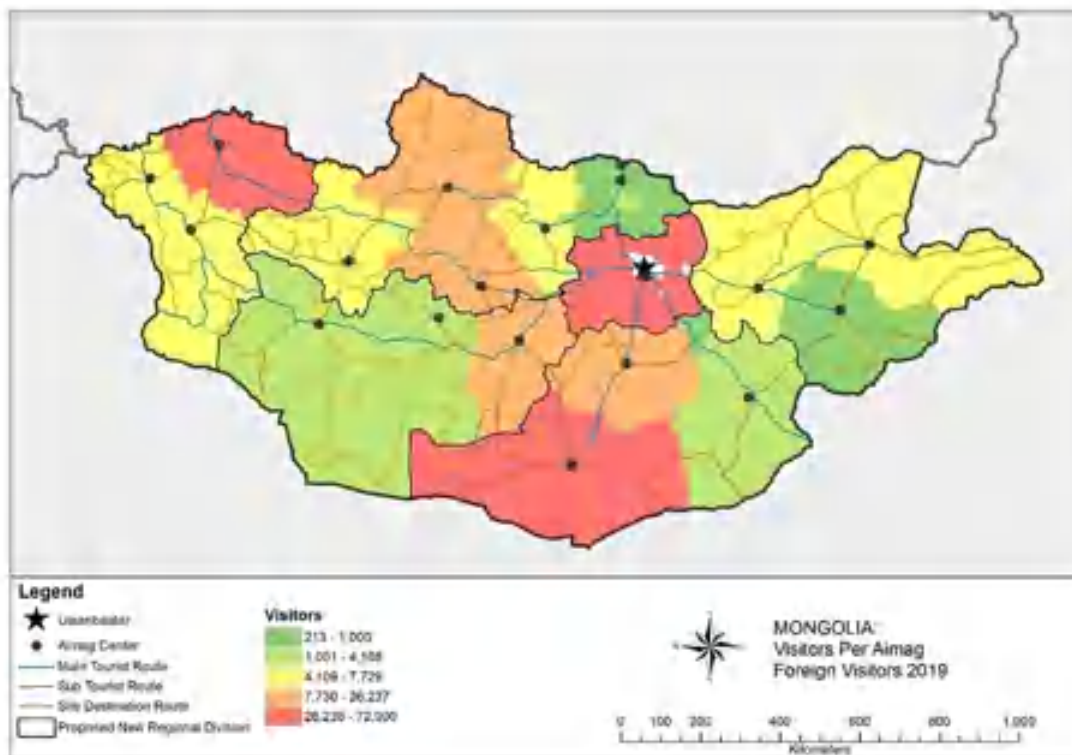 Legend
Ulaanbaatar
Aimag Center
Main Tourist Route
Sub Tourist Route
Site Destination Route
Proposed New Regional Division
Visitors
213 - 1,000
1,001 - 4,108
4,109 - 7,729
7,730 - 26,237
26,238 - 72,000
MONGOLIA:
Visitors Per Aimag
Foreign Visitors 2019
0 100 200 400 600 800 1,000
Kilometers